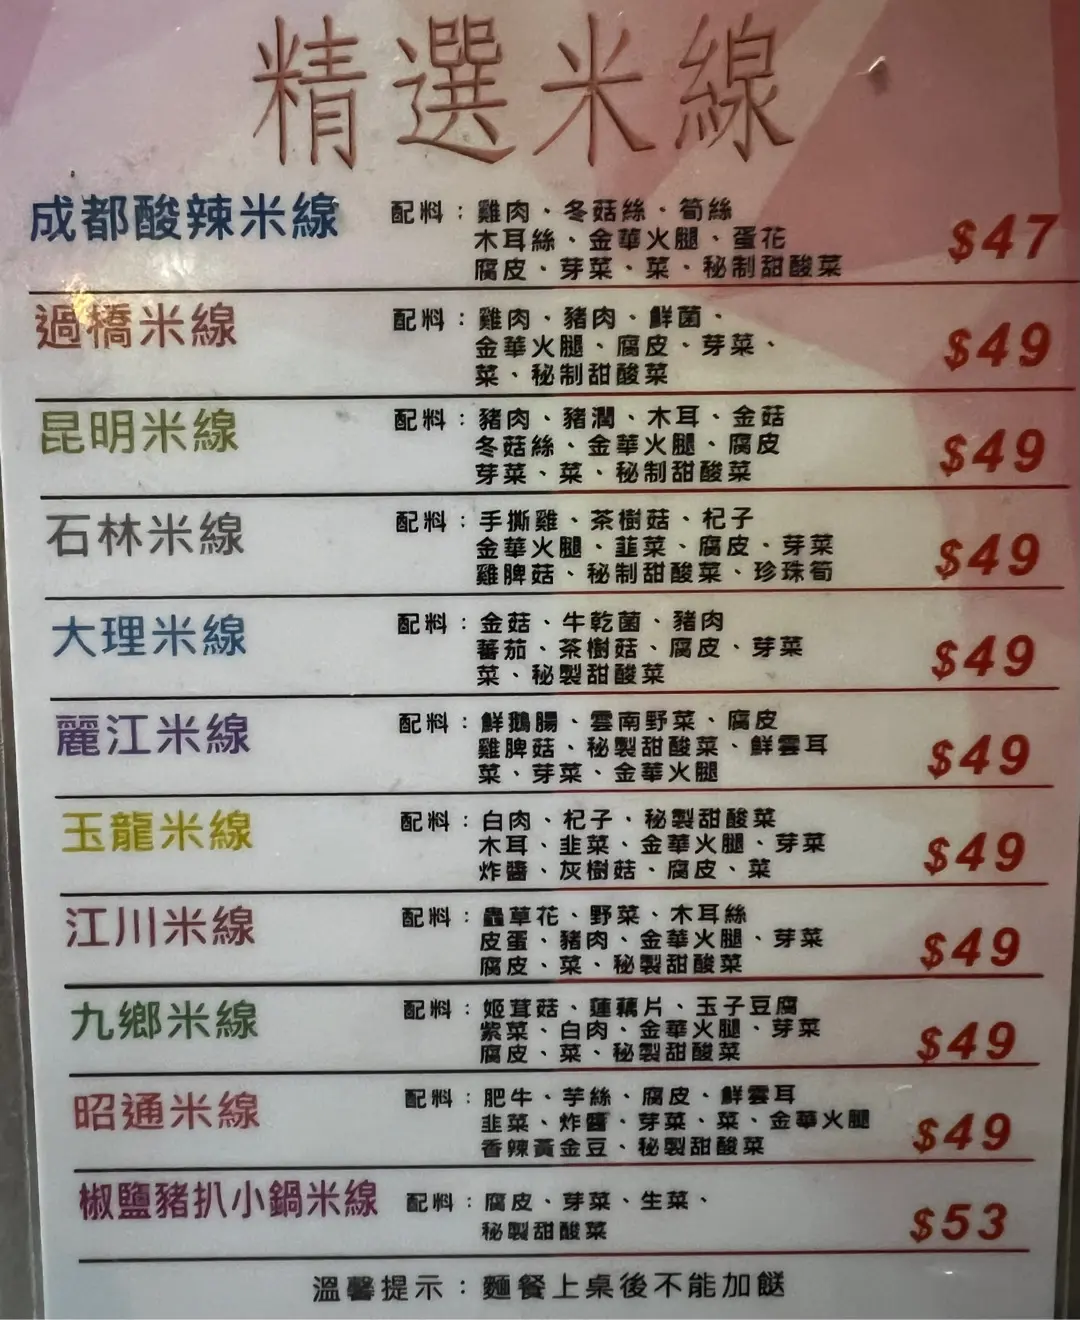 精選米線
成都酸辣米線 配料：雞肉、冬菇絲、筍絲
木耳絲、金華火腿、蛋花 $47
腐皮、芽菜、菜、秘制甜酸菜
過橋米線 配料：雞肉、豬肉、鮮菌、
金華火腿、腐皮、芽菜、 $49
菜、秘制甜酸菜
昆明米線 配料：豬肉、豬潤、木耳、金菇
冬菇絲、金華火腿、腐皮 $49
芽菜、菜、秘制甜酸菜
石林米線 配料：手撕雞、茶樹菇、杞子
金華火腿、韮菜、腐皮、芽菜 $49
雞脾菇、秘制甜酸菜、珍珠筍
大理米線 配料：金菇、牛乾菌、豬肉
蕃茄、茶樹菇、腐皮、芽菜 $49
菜、秘製甜酸菜
麗江米線 配料：鮮鵝腸、雲南野菜、腐皮
雞脾菇、秘製甜酸菜、鮮雲耳 $49
菜、芽菜、金華火腿
玉龍米線 配料：白肉、杞子、秘製甜酸菜
木耳、韭菜、金華火腿、芽菜 $49
炸醬、灰樹菇、腐皮、菜
江川米線 配料：蟲草花、野菜、木耳絲
皮蛋、豬肉、金華火腿、芽菜 $49
腐皮、菜、秘製甜酸菜
九鄉米線 配料：姬茸菇、蓮藕片、玉子豆腐
紫菜、白肉、金華火腿、芽菜 $49
腐皮、菜、秘製甜酸菜
昭通米線 配料：肥牛、芋絲、腐皮、鮮雲耳
韭菜、炸醬、芽菜、菜、金華火腿 $49
香辣黃金豆、秘製甜酸菜
椒鹽豬扒小鍋米線 配料：腐皮、芽菜、生菜、
秘製甜酸菜 $53
溫馨提示：麵餐上桌後不能加餸